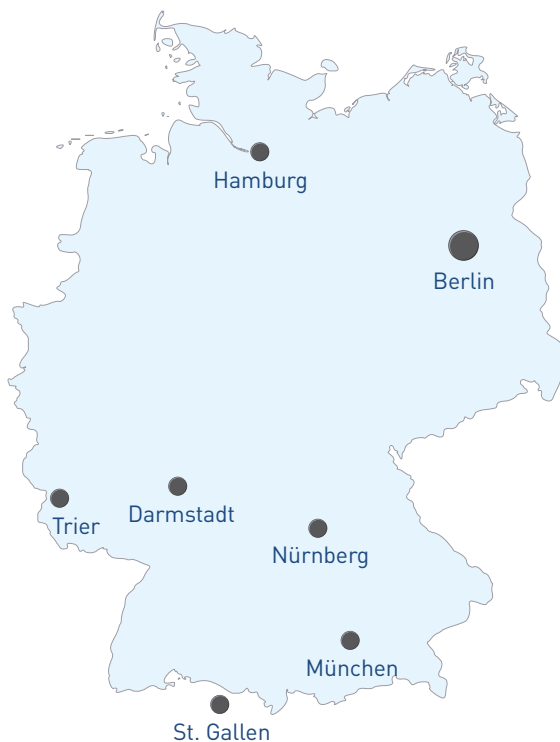 Hamburg
Berlin
Trier
Darmstadt
Nürnberg
München
St. Gallen